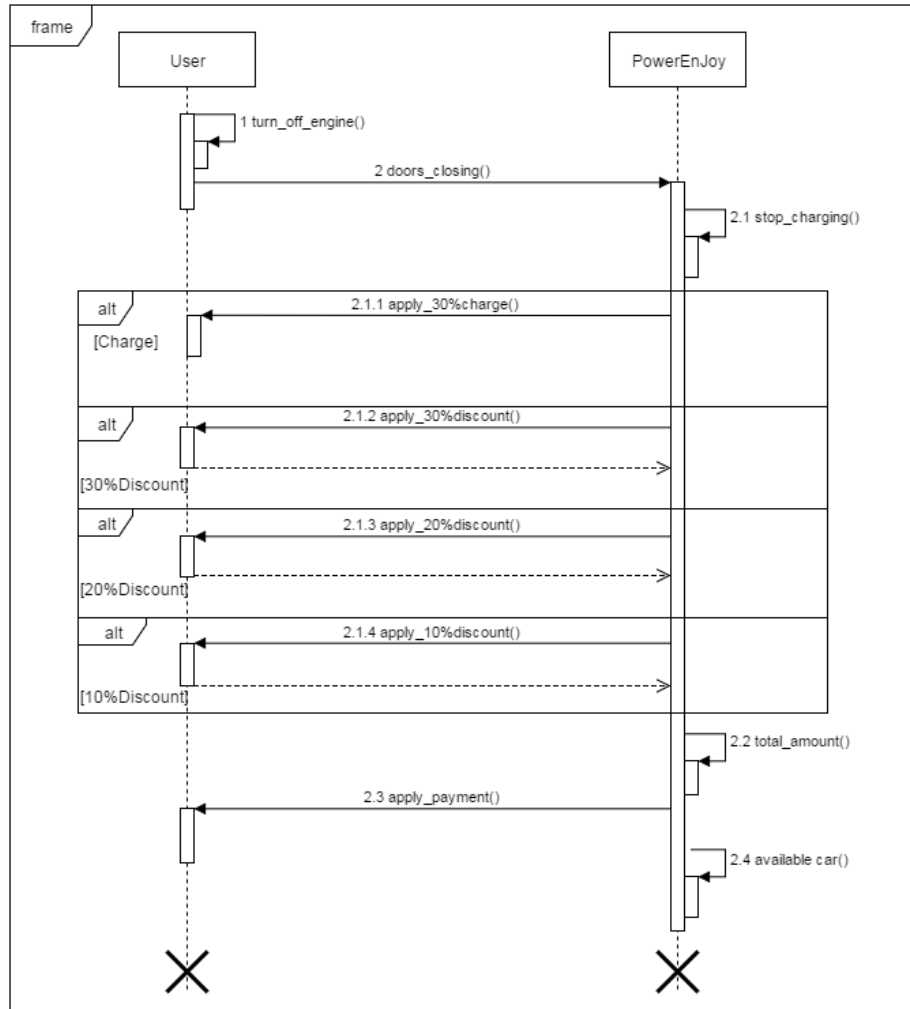 frame
User
PowerEnJoy
1 turn_off_engine()
2 doors_closing()
2.1 stop_charging()
alt
2.1.1 apply_30%charge()
[Charge]
alt
2.1.2 apply_30%discount()
[30%Discount]
alt
2.1.3 apply_20%discount()
[20%Discount]
alt
2.1.4 apply_10%discount()
[10%Discount]
2.2 total_amount()
2.3 apply_payment()
2.4 available car()